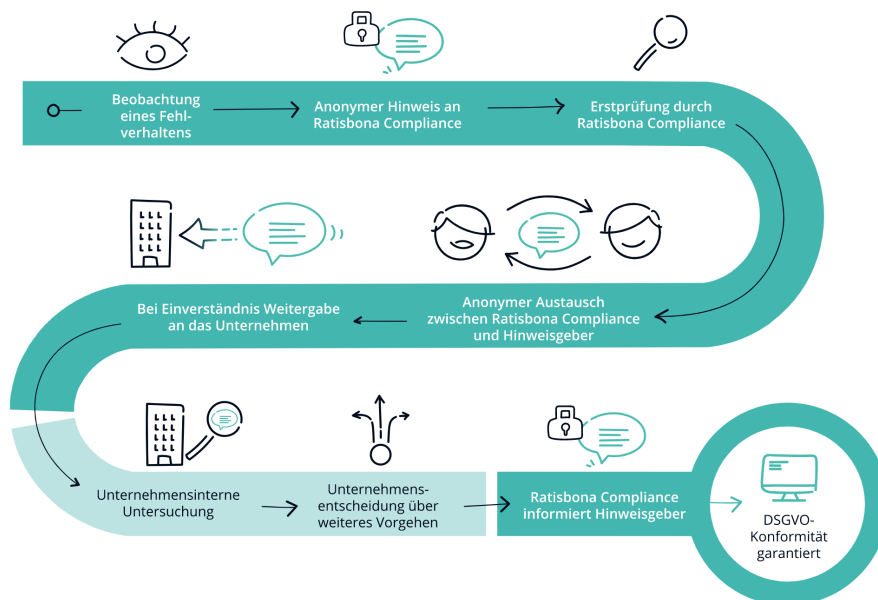 Beobachtung
eines Fehl-
verhaltens
Anonymer Hinweis an
Ratisbona Compliance
Erstprüfung durch
Ratisbona Compliance
Anonymer Austausch
zwischen Ratisbona Compliance
und Hinweisgeber
Bei Einverständnis Weitergabe
an das Unternehmen
Unternehmensinterne
Untersuchung
Unternehmens-
entscheidung über
weiteres Vorgehen
Ratisbona Compliance
informiert Hinweisgeber
DSGVO-
Konformität
garantiert